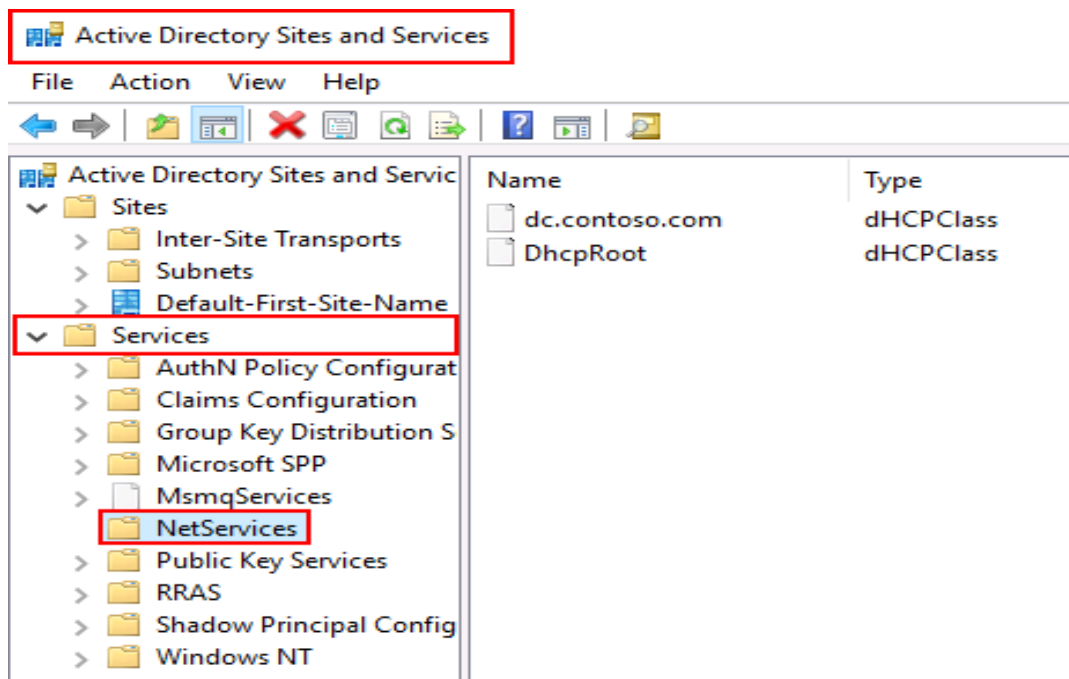 Active Directory Sites and Services
File Action View Help
Active Directory Sites and Servic
Sites
Inter-Site Transports
Subnets
Default-First-Site-Name
Services
AuthN Policy Configurat
Claims Configuration
Group Key Distribution S
Microsoft SPP
MsmqServices
NetServices
Public Key Services
RRAS
Shadow Principal Config
Windows NT
Name Type
dc.contoso.com dHCPClass
DhcpRoot dHCPClass